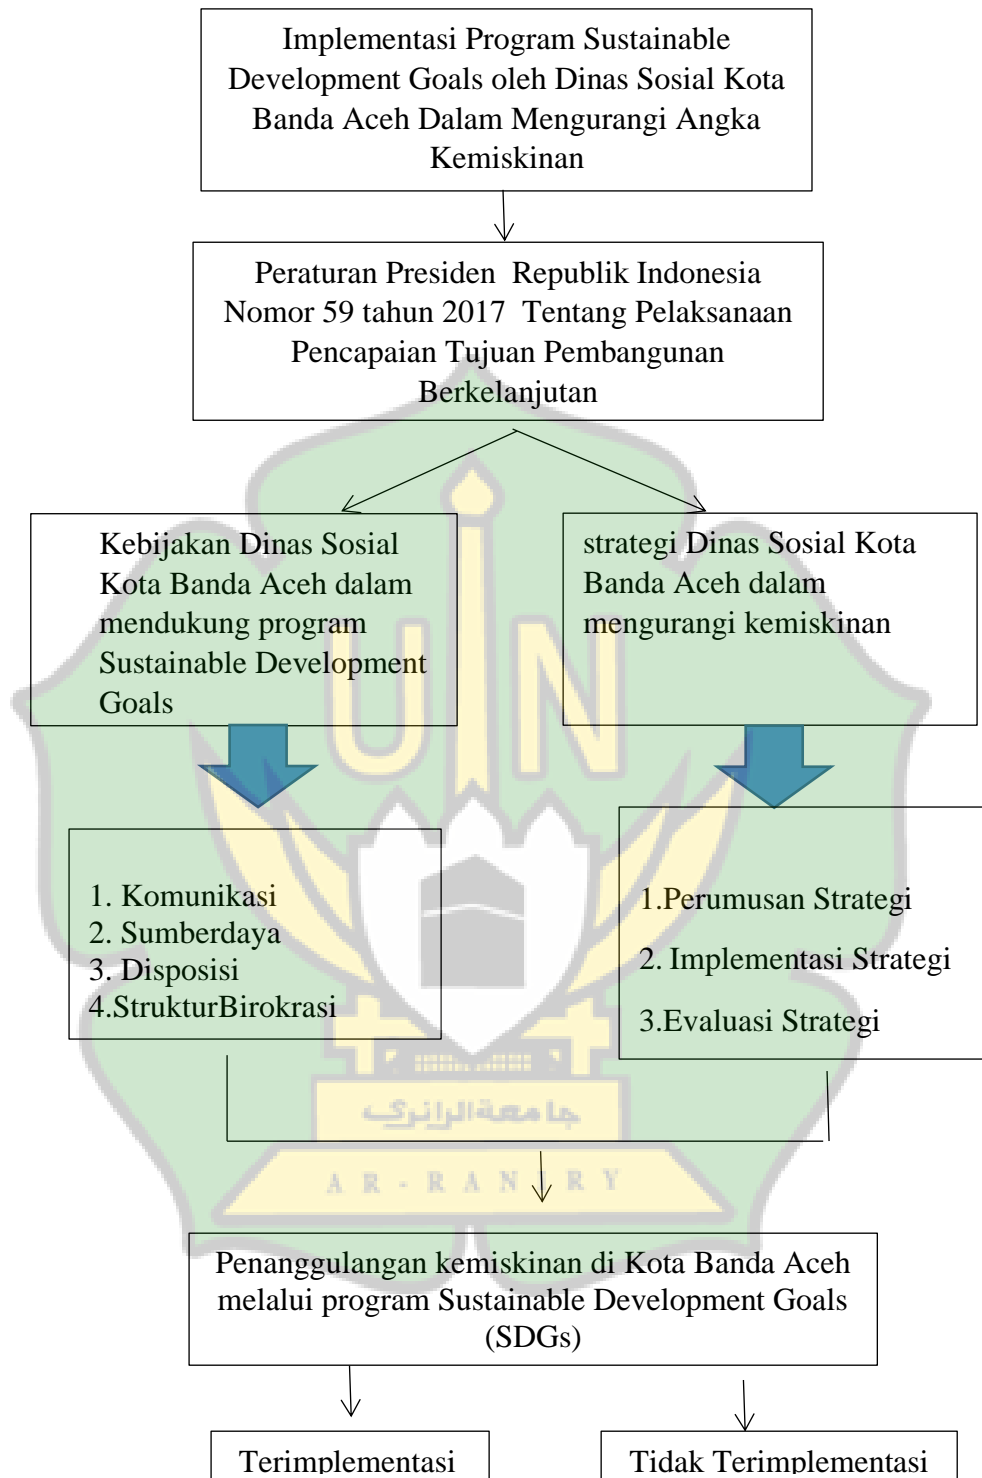 Implementasi Program Sustainable
Development Goals oleh Dinas Sosial Kota
Banda Aceh Dalam Mengurangi Angka
Kemiskinan
Peraturan Presiden Republik Indonesia
Nomor 59 tahun 2017 Tentang Pelaksanaan
Pencapaian Tujuan Pembangunan
Berkelanjutan
Kebijakan Dinas Sosial
Kota Banda Aceh dalam
mendukung program
Sustainable Development
Goals
strategi Dinas Sosial Kota
Banda Aceh dalam
mengurangi kemiskinan
UIN
1. Komunikasi
2. Sumberdaya
3. Disposisi
4.StrukturBirokrasi
1.Perumusan Strategi
2. Implementasi Strategi
3.Evaluasi Strategi
جامعة الرانري
AR-RANIRY
Penanggulangan kemiskinan di Kota Banda Aceh
melalui program Sustainable Development Goals
(SDGs)
Terimplementasi
Tidak Terimplementasi